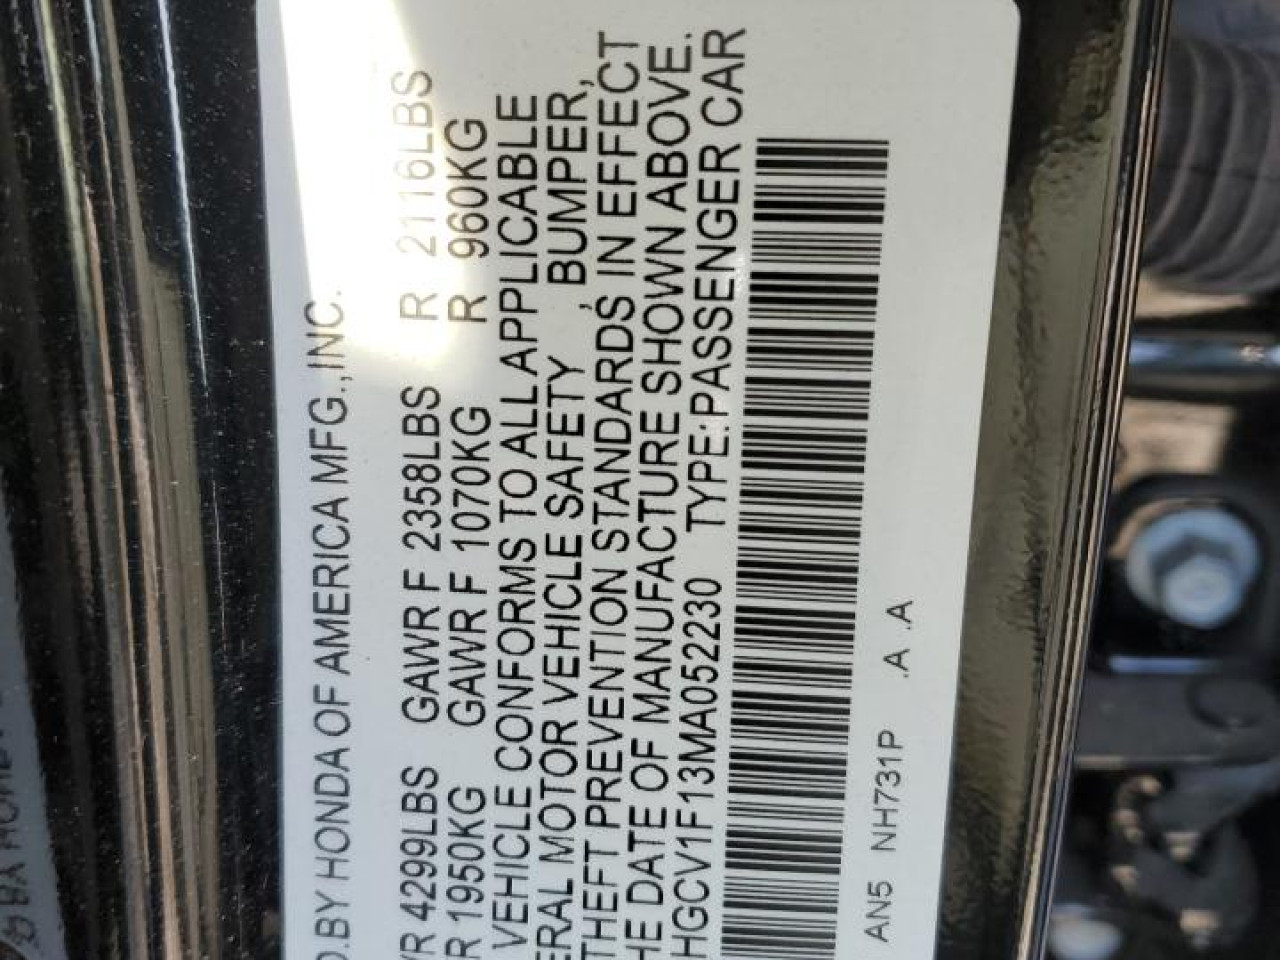 D.BY HONDA OF AMERICA MFG.,INC.
VR 4299LBS GAWR F 2358LBS R 2116LBS
R 1950KG GAWR F 1070KG R 960KG
VEHICLE CONFORMS TO ALL APPLICABLE
ERAL MOTOR VEHICLE SAFETY , BUMPER,
THEFT PREVENTION STANDARDS IN EFFECT
HE DATE OF MANUFACTURE SHOWN ABOVE.
HGCV1F13MA052230 TYPE:PASSENGER CAR
AN5 NH731P .A .A